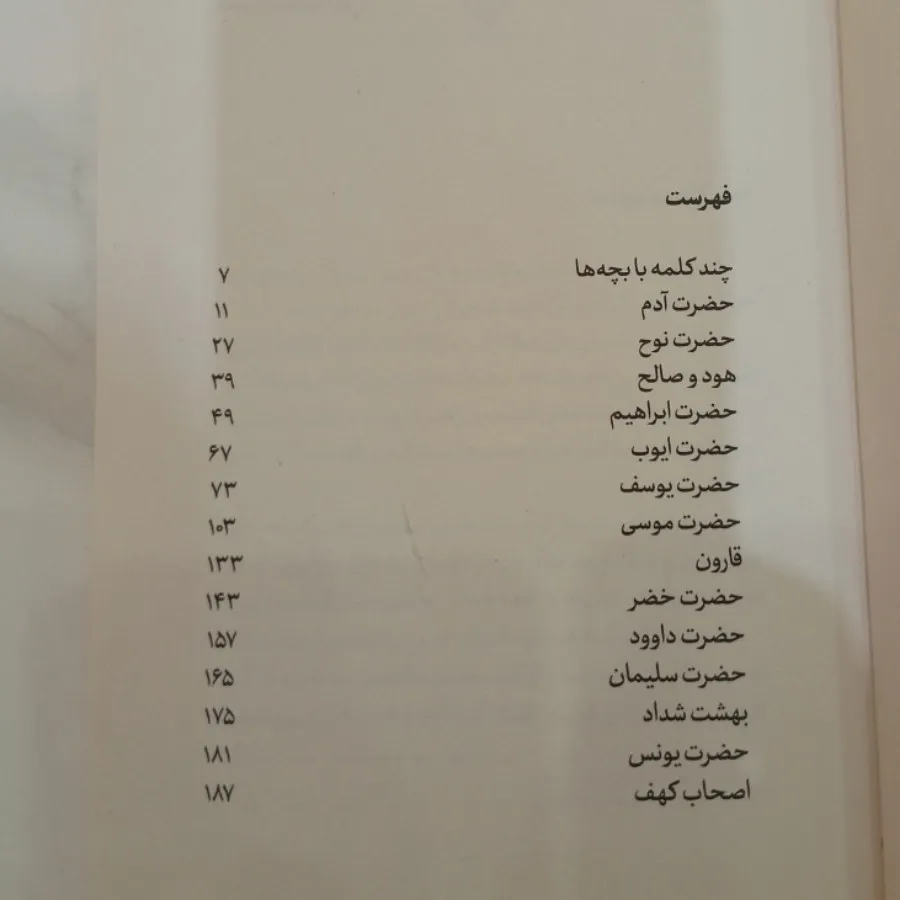 فهرست
چند کلمه با بچه‌ها ۷
حضرت آدم ۱۱
حضرت نوح ۲۷
هود و صالح ۳۹
حضرت ابراهیم ۴۹
حضرت ایوب ۶۷
حضرت یوسف ۷۳
حضرت موسی ۱۰۳
قارون ۱۳۳
حضرت خضر ۱۴۳
حضرت داوود ۱۵۷
حضرت سلیمان ۱۶۵
بهشت شداد ۱۷۵
حضرت یونس ۱۸۱
اصحاب کهف ۱۸۷